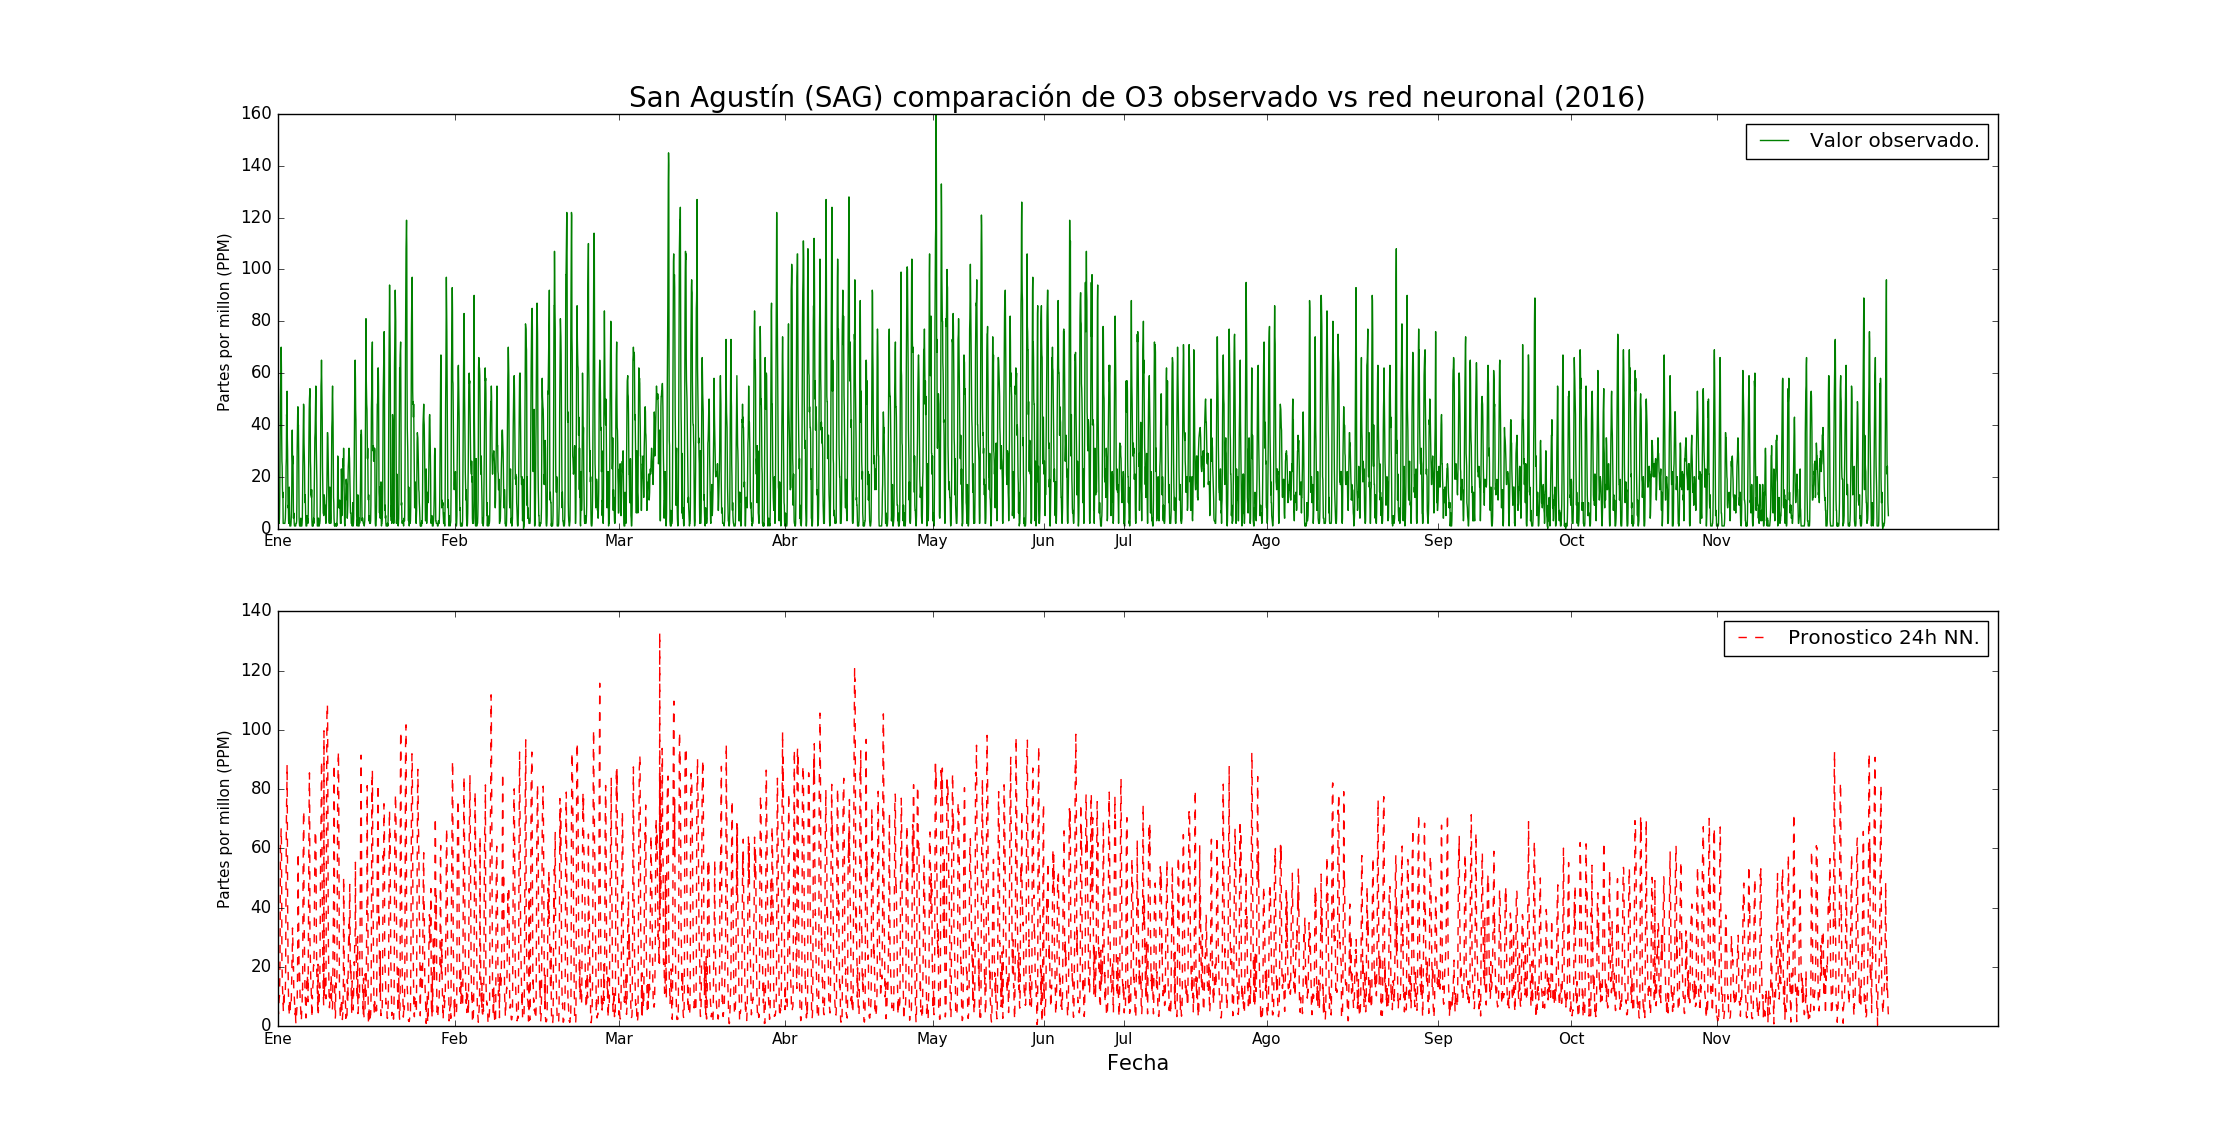 San Agustín (SAG) comparación de O3 observado vs red neuronal (2016)
160
140
120
100
80
60
40
20
0
Partes por millon (PPM)
Valor observado.
Ene Feb Mar Abr May Jun Jul Ago Sep Oct Nov
140
120
100
80
60
40
20
0
Partes por millon (PPM)
Pronostico 24h NN.
Ene Feb Mar Abr May Jun Jul Ago Sep Oct Nov
Fecha